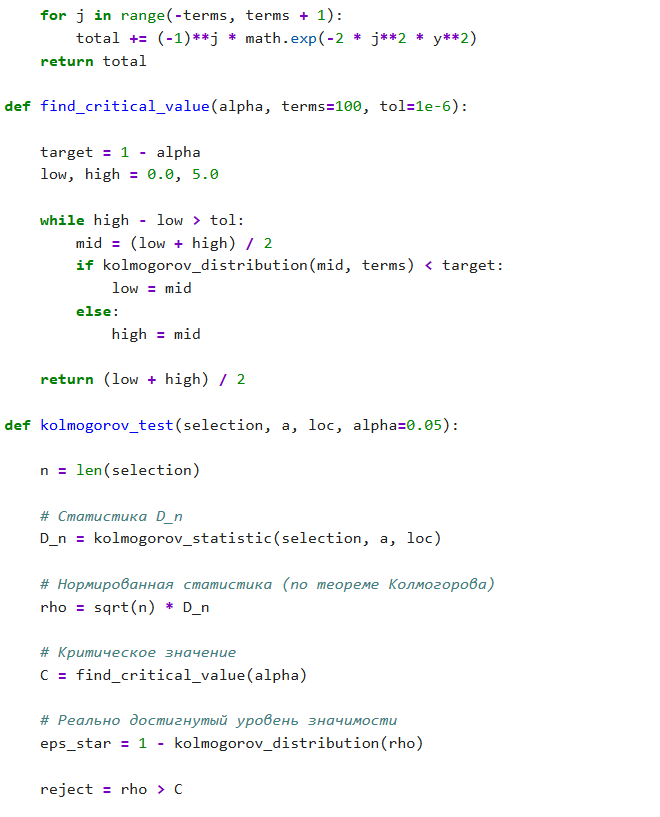 for j in range(-terms, terms + 1):
        total += (-1)**j * math.exp(-2 * j**2 * y**2)
    return total

def find_critical_value(alpha, terms=100, tol=1e-6):

    target = 1 - alpha
    low, high = 0.0, 5.0

    while high - low > tol:
        mid = (low + high) / 2
        if kolmogorov_distribution(mid, terms) < target:
            low = mid
        else:
            high = mid

    return (low + high) / 2

def kolmogorov_test(selection, a, loc, alpha=0.05):

    n = len(selection)

    # Статистика D_n
    D_n = kolmogorov_statistic(selection, a, loc)

    # Нормированная статистика (по теореме Колмогорова)
    rho = sqrt(n) * D_n

    # Критическое значение
    C = find_critical_value(alpha)

    # Реально достигнутый уровень значимости
    eps_star = 1 - kolmogorov_distribution(rho)

    reject = rho > C